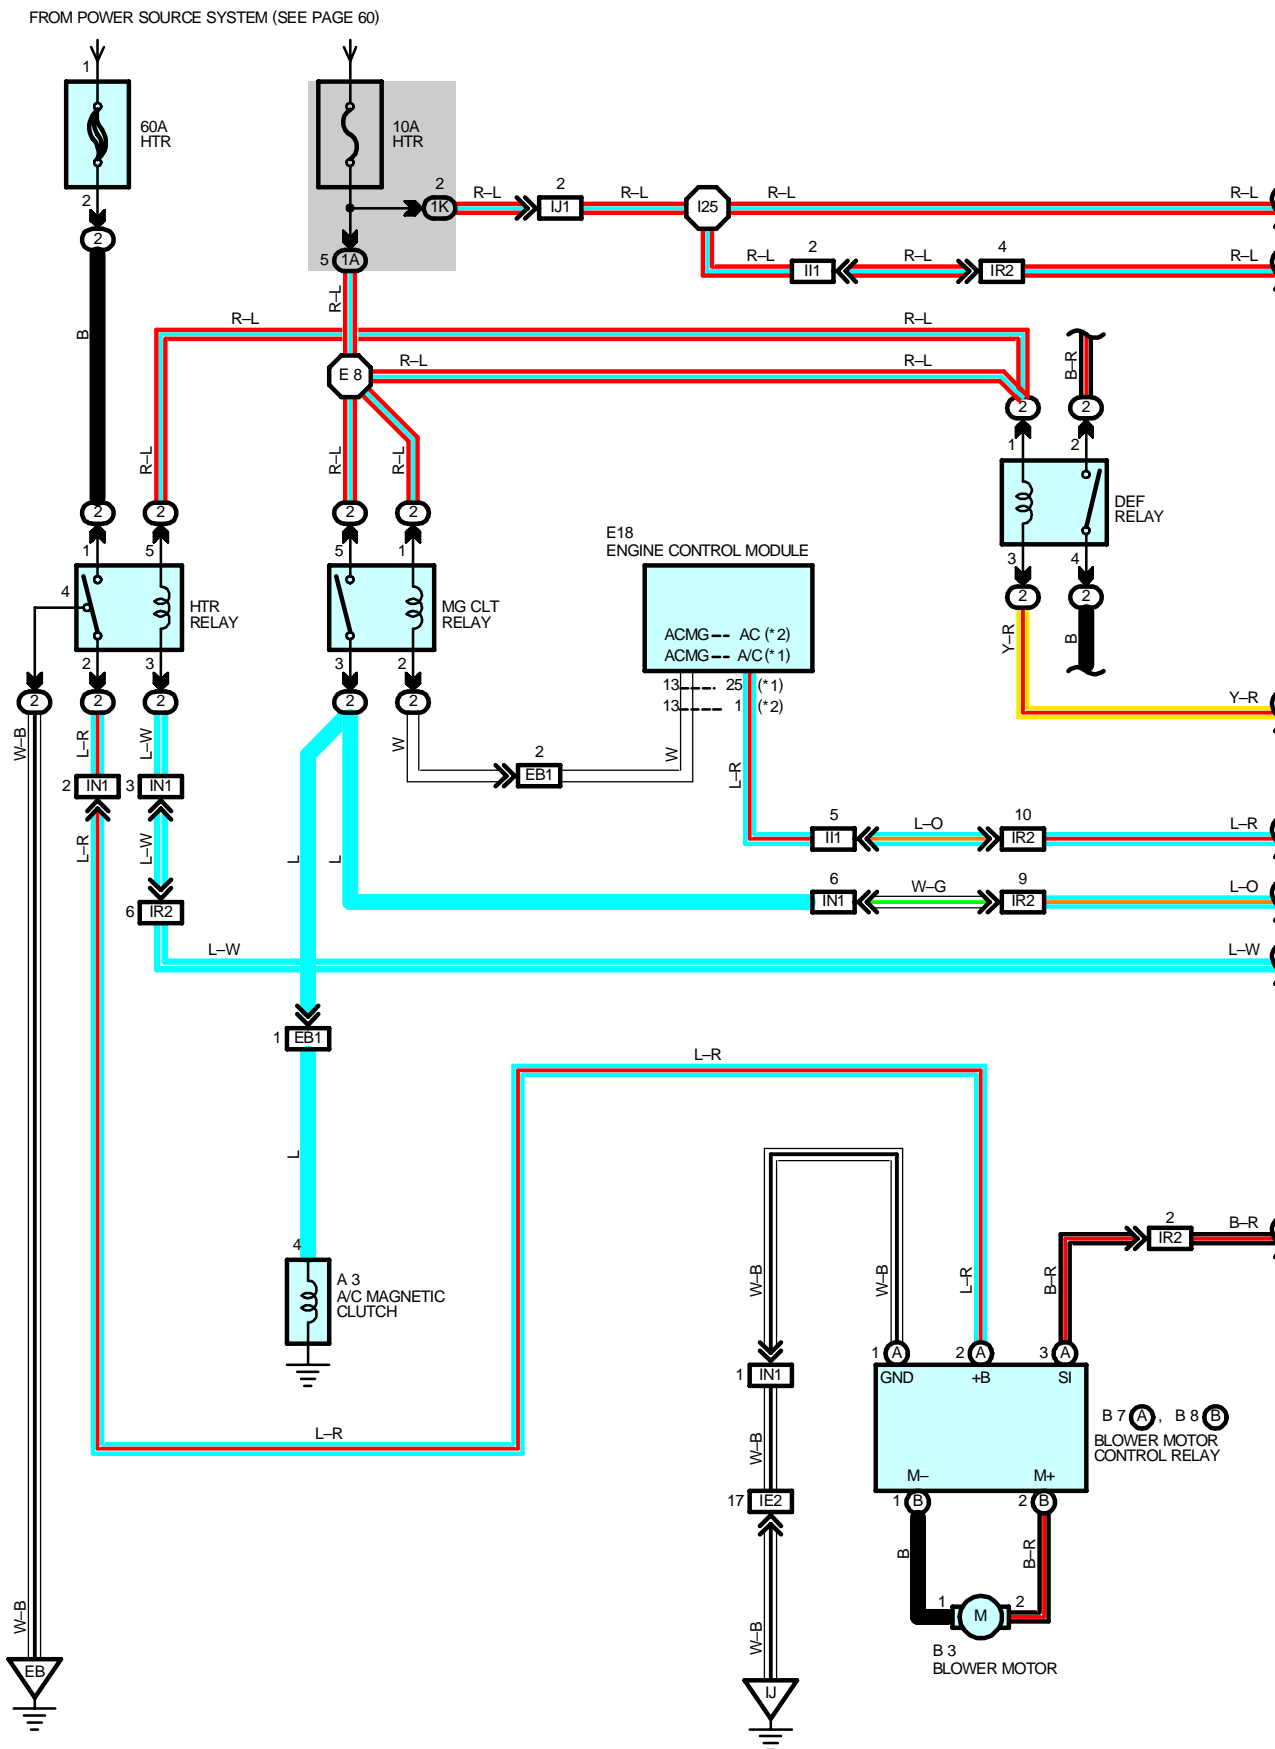 FROM POWER SOURCE SYSTEM (SEE PAGE 60)
1
60A
HTR
10A
HTR
2
2
1K
R–L
2
IJ1
R–L
I25
R–L
R–L
2
5
1A
R–L
R–L
2
II1
R–L
4
IR2
R–L
B
R–L
R–L
E 8
R–L
R–L
B–R
2
2
1
2
R–L
R–L
R–L
DEF
RELAY
2
2
2
2
1
5
5
1
3
4
E18
ENGINE CONTROL MODULE
2
2
4
HTR
RELAY
MG CLT
RELAY
ACMG
AC (*2)
ACMG
A/C (*1)
Y–R
B
2
3
3
2
13
25
(*1)
13
1
(*2)
2
2
2
2
2
Y–R
W–B
L–R
L–W
W
W
L–R
2
IN1
3
IN1
2
EB1
L–R
L–W
L
L
5
II1
L–O
10
IR2
L–R
6
IR2
6
IN1
W–G
9
IR2
L–O
L–W
L–W
1
EB1
L–R
L
2
IR2
B–R
4
A 3
A/C MAGNETIC
CLUTCH
W–B
W–B
L–R
B–R
1
IN1
1
A
2
A
3
A
GND
+B
SI
B 7 A, B 8 B
BLOWER MOTOR
CONTROL RELAY
L–R
W–B
M–
M+
17
IE2
1
B
2
B
B
B–R
W–B
1
M
2
W–B
B 3
BLOWER MOTOR
EB
IJ